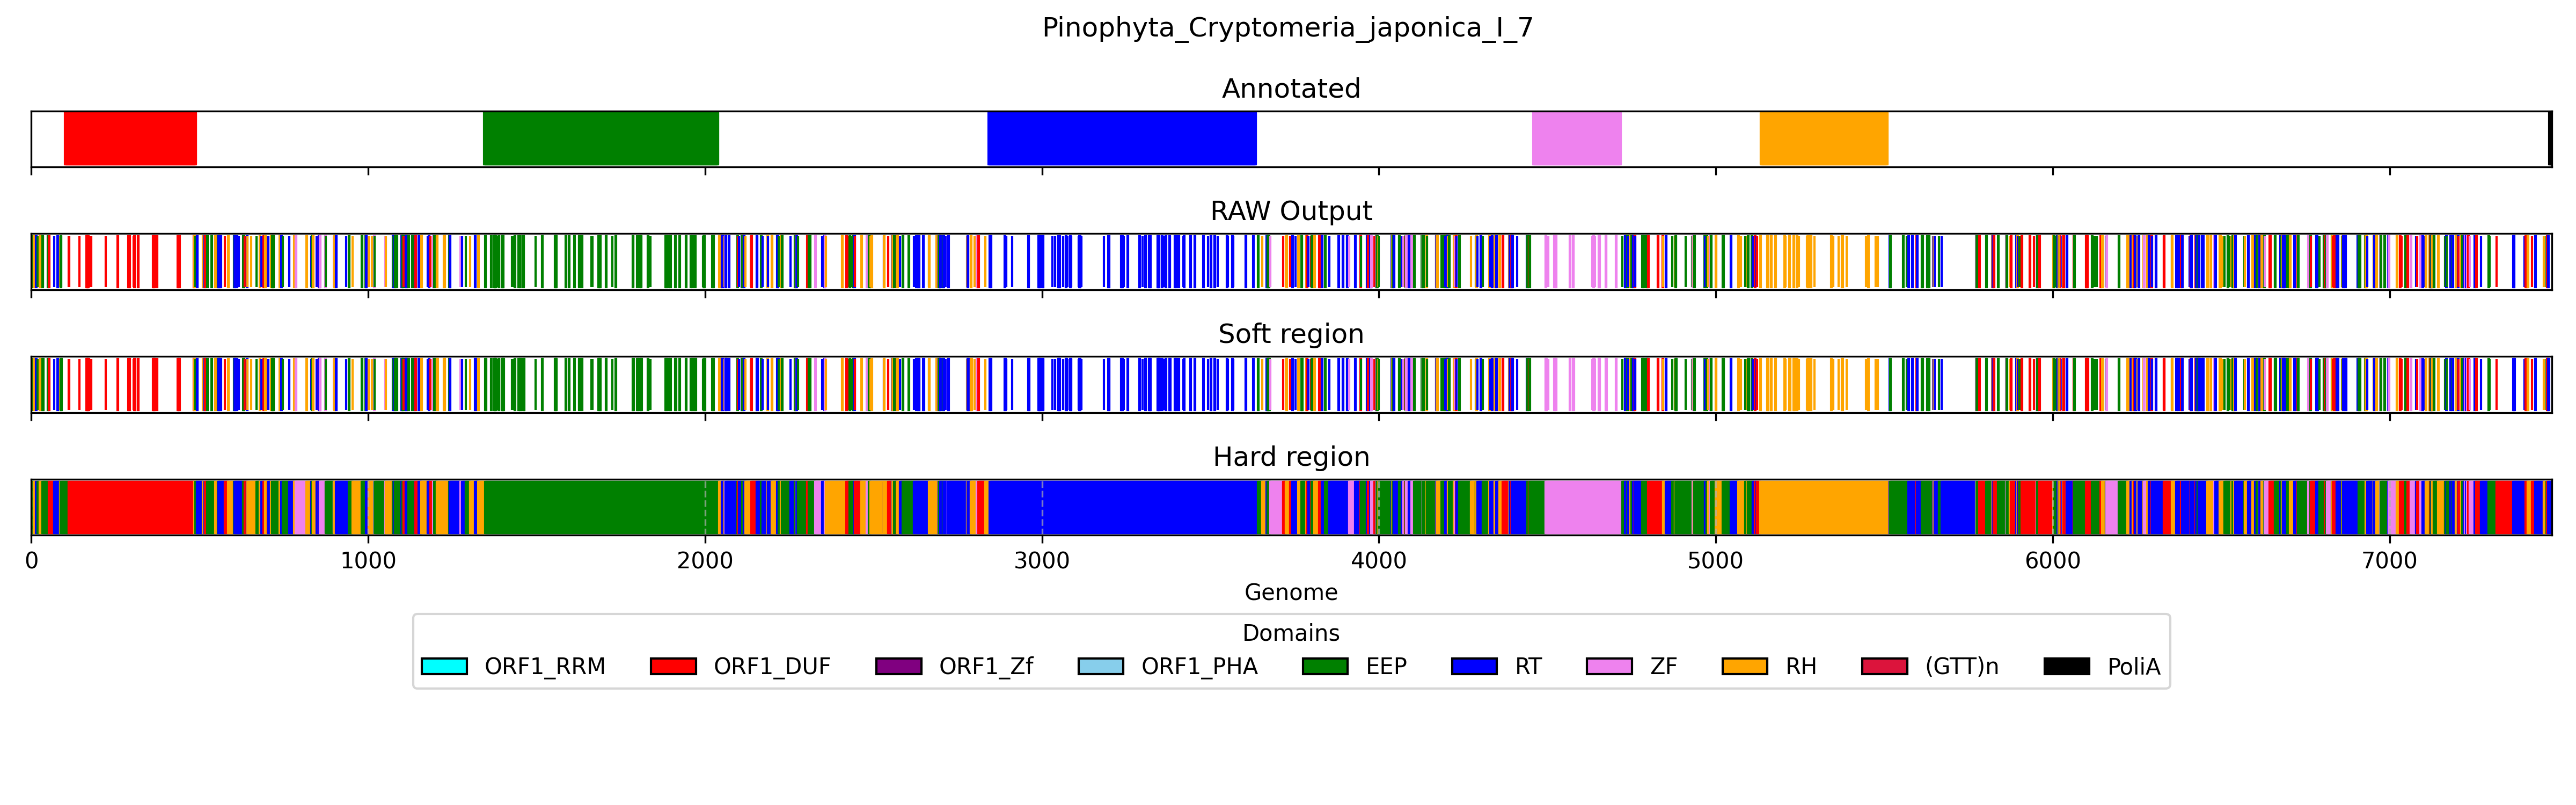 Pinophyta_Cryptomeria_japonica_I_7
Annotated
RAW Output
Soft region
Hard region
0 1000 2000 3000 4000 5000 6000 7000
Genome
Domains
ORF1_RRM ORF1_DUF ORF1_Zf ORF1_PHA EEP RT ZF RH (GTT)n PoliA